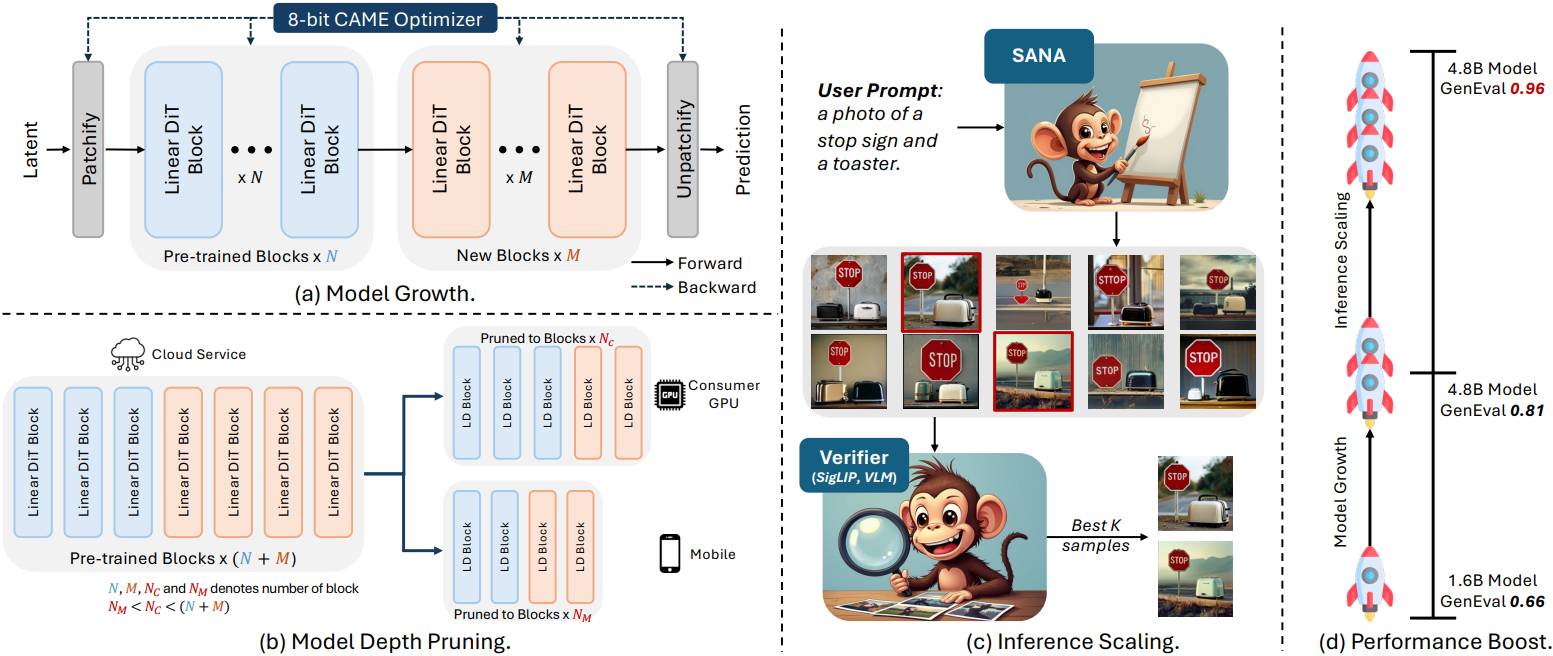 8-bit CAME Optimizer
Latent
Patchify
Linear DiT
Block
x N
Linear DiT
Block
Linear DiT
Block
x M
Linear DiT
Block
Unpatchify
Prediction
Pre-trained Blocks x N
New Blocks x M
Forward
Backward
(a) Model Growth.
Cloud Service
Linear DiT Block
Linear DiT Block
Linear DiT Block
Linear DiT Block
Linear DiT Block
Linear DiT Block
Linear DiT Block
Pre-trained Blocks x (N + M)
N, M, N_C and N_M denotes number of block
N_M < N_C < (N + M)
Pruned to Blocks x N_C
LD Block
LD Block
LD Block
LD Block
LD Block
GPU
Consumer
GPU
LD Block
LD Block
LD Block
LD Block
Pruned to Blocks x N_M
Mobile
(b) Model Depth Pruning.
SANA
User Prompt:
a photo of a
stop sign and
a toaster.
STOP
STOP
STOP
STOP
STOP
STOP
STOP
STOP
STOP
STOP
Verifier
(SigLIP, VLM)
Best K
samples
STOP
STOP
(c) Inference Scaling.
4.8B Model
GenEval 0.96
Inference Scaling
4.8B Model
GenEval 0.81
Model Growth
1.6B Model
GenEval 0.66
(d) Performance Boost.